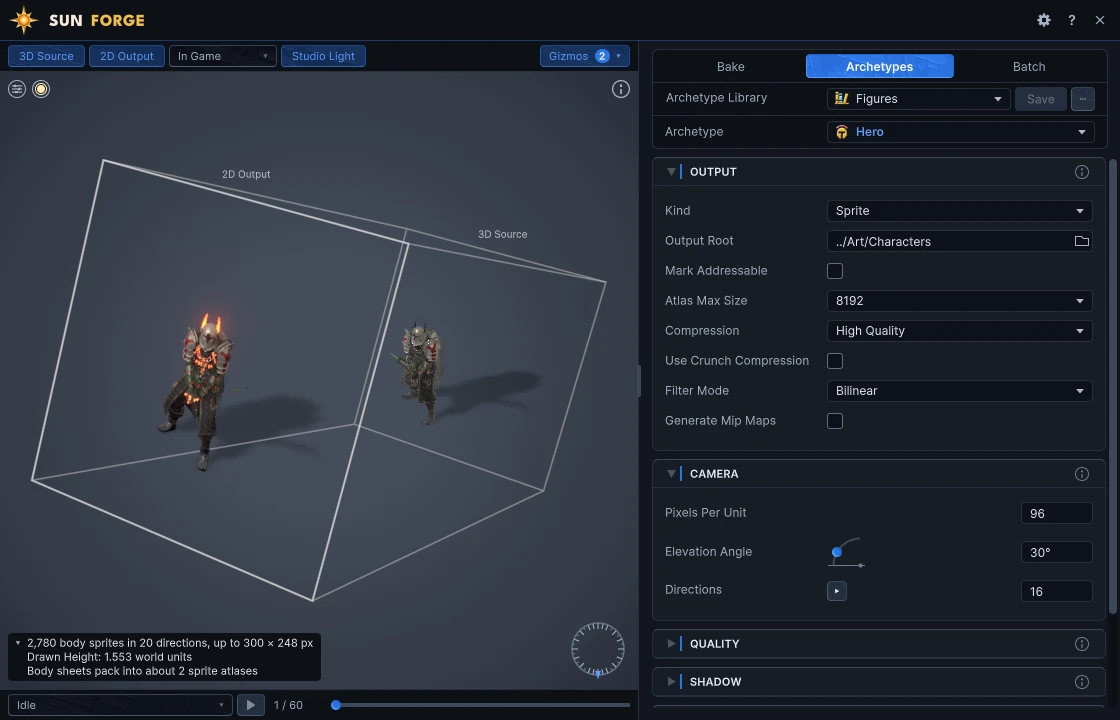 SUN FORGE
?
3D Source
2D Output
In Game
Studio Light
Gizmos 2
2D Output
3D Source
2,780 body sprites in 20 directions, up to 300 × 248 px
Drawn Height: 1.553 world units
Body sheets pack into about 2 sprite atlases
Idle
1 / 60
Bake
Archetypes
Batch
Archetype Library
Figures
Save
...
Archetype
Hero
OUTPUT
Kind
Sprite
Output Root
../Art/Characters
Mark Addressable
Atlas Max Size
8192
Compression
High Quality
Use Crunch Compression
Filter Mode
Bilinear
Generate Mip Maps
CAMERA
Pixels Per Unit
96
Elevation Angle
30°
Directions
16
QUALITY
SHADOW